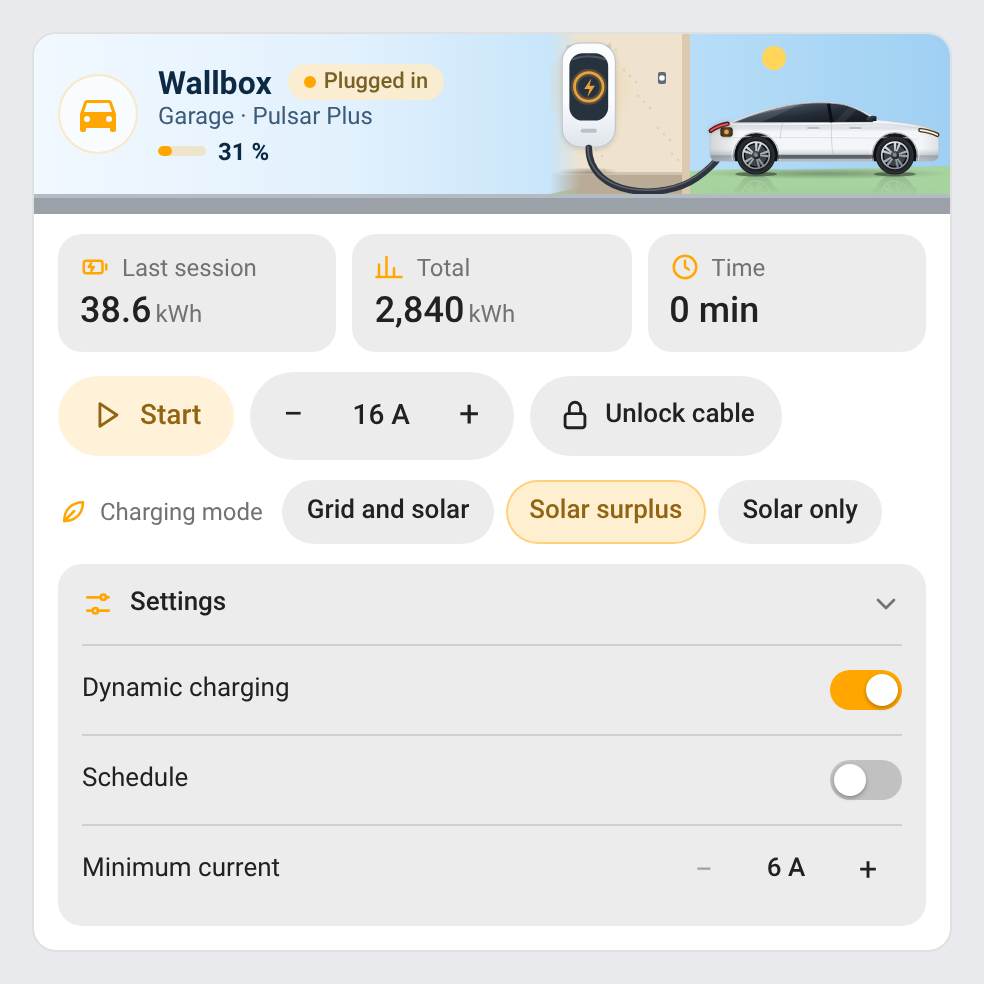 Wallbox
Plugged in
Garage · Pulsar Plus
31 %
Last session
38.6 kWh
Total
2,840 kWh
Time
0 min
Start
− 16 A +
Unlock cable
Charging mode
Grid and solar
Solar surplus
Solar only
Settings
Dynamic charging
Schedule
Minimum current
− 6 A +